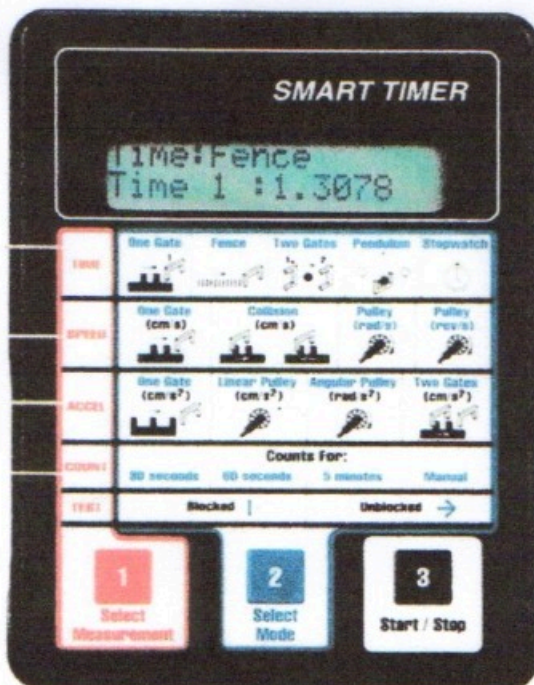 SMART TIMER
Time:Fence
Time 1 :1.3078
TIME One Gate Fence Two Gates Pendulum Stopwatch
SPEED One Gate (cm/s) Collision (cm/s) Pulley (rad/s) Pulley (rev/s)
ACCEL One Gate (cm/s²) Linear Pulley (cm/s²) Angular Pulley (rad/s²) Two Gates (cm/s²)
Counts For:
COUNT 30 seconds 60 seconds 5 minutes Manual
TEST Blocked | Unblocked →
1 2 3
Select Measurement
Select Mode
Start / Stop